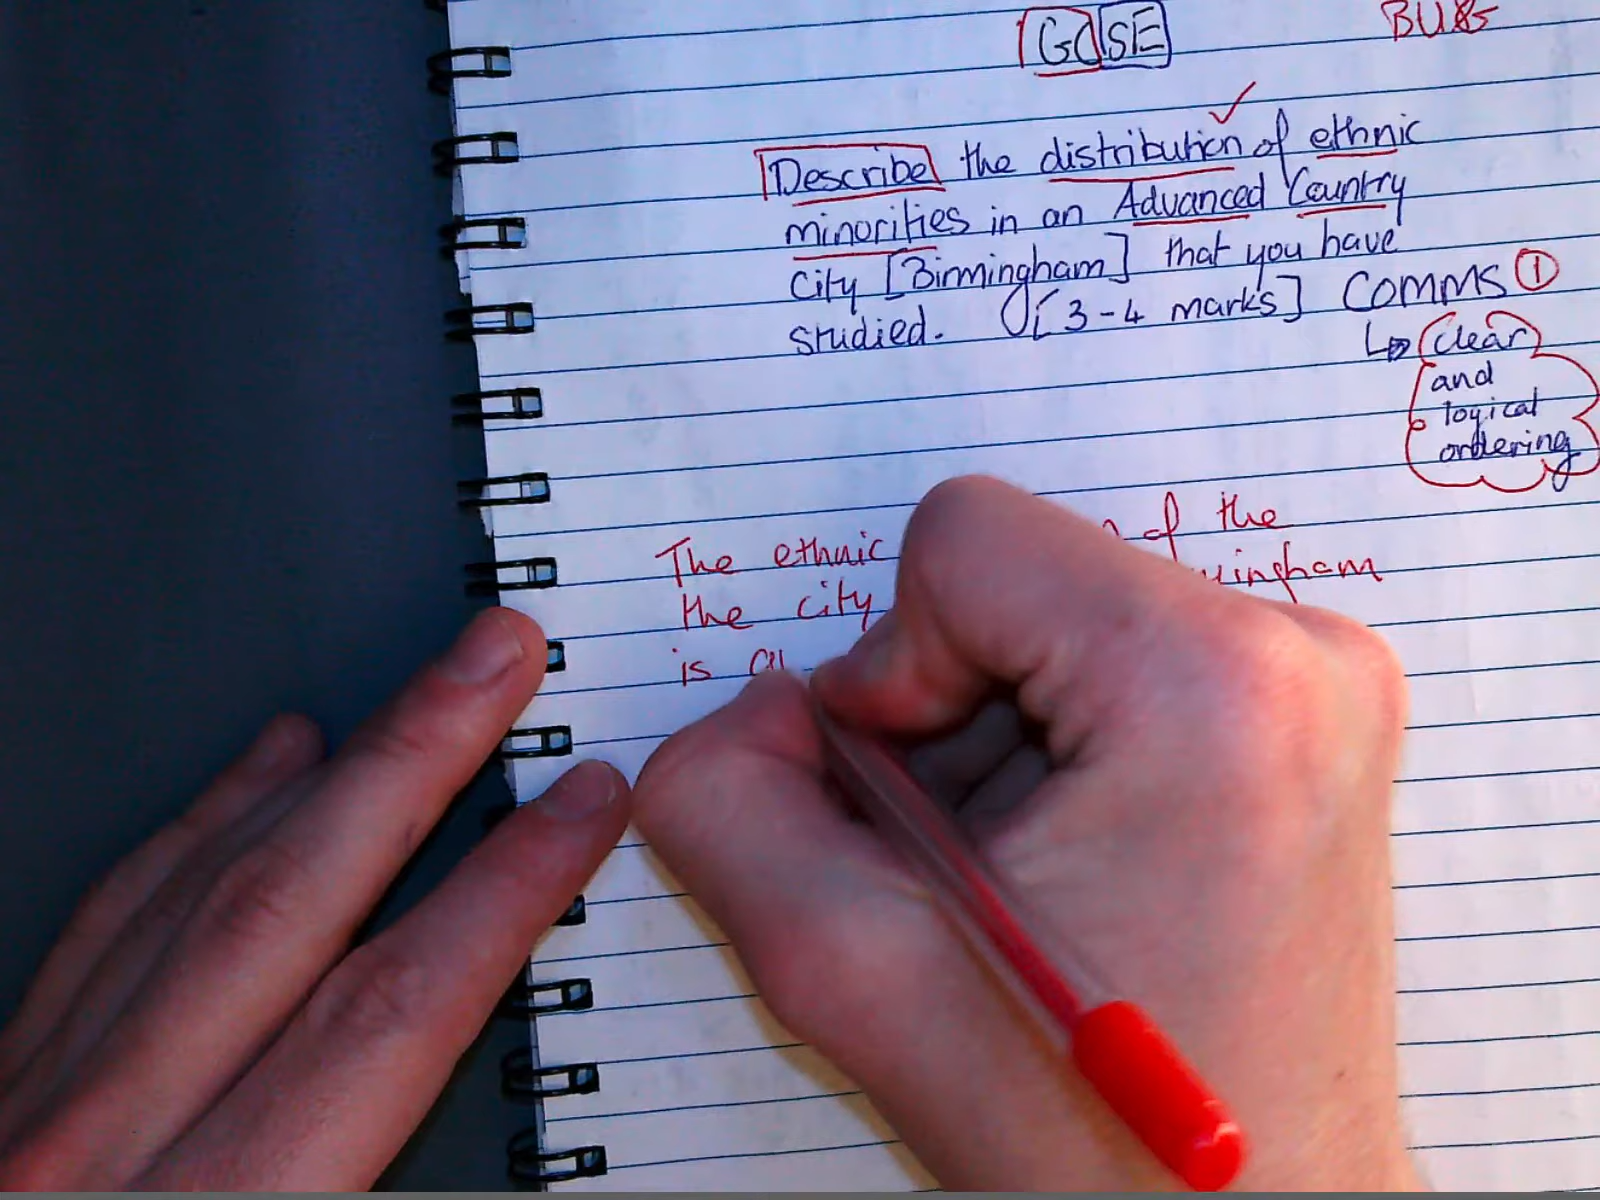 GCSE
BUGS
Describe the distribution of ethnic
minorities in an Advanced Country
City [Birmingham] that you have
studied. [3-4 marks] COMMS ①
↳ clear
and
logical
ordering
The ethnic of the
the city
is